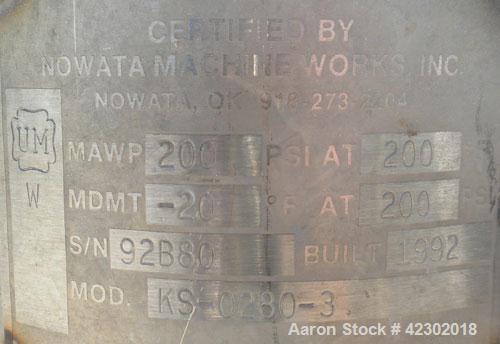 CERTIFIED BY
NOWATA MACHINE WORKS, INC.
NOWATA, OK 918-273-
UM
W
MAWP 200 PSI AT 200
MDMT -20 °F AT 200 PSI
S/N 92B80 BUILT 1992
MOD. KS-0280-3
Aaron Stock # 42302018